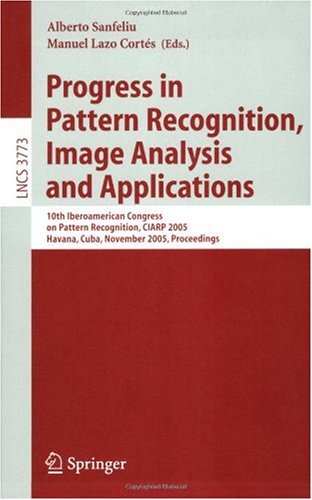 Alberto Sanfeliu
Manuel Lazo Cortés (Eds.)
LNCS 3773
Progress in
Pattern Recognition,
Image Analysis
and Applications
10th Iberoamerican Congress
on Pattern Recognition, CIARP 2005
Havana, Cuba, November 2005, Proceedings
Springer